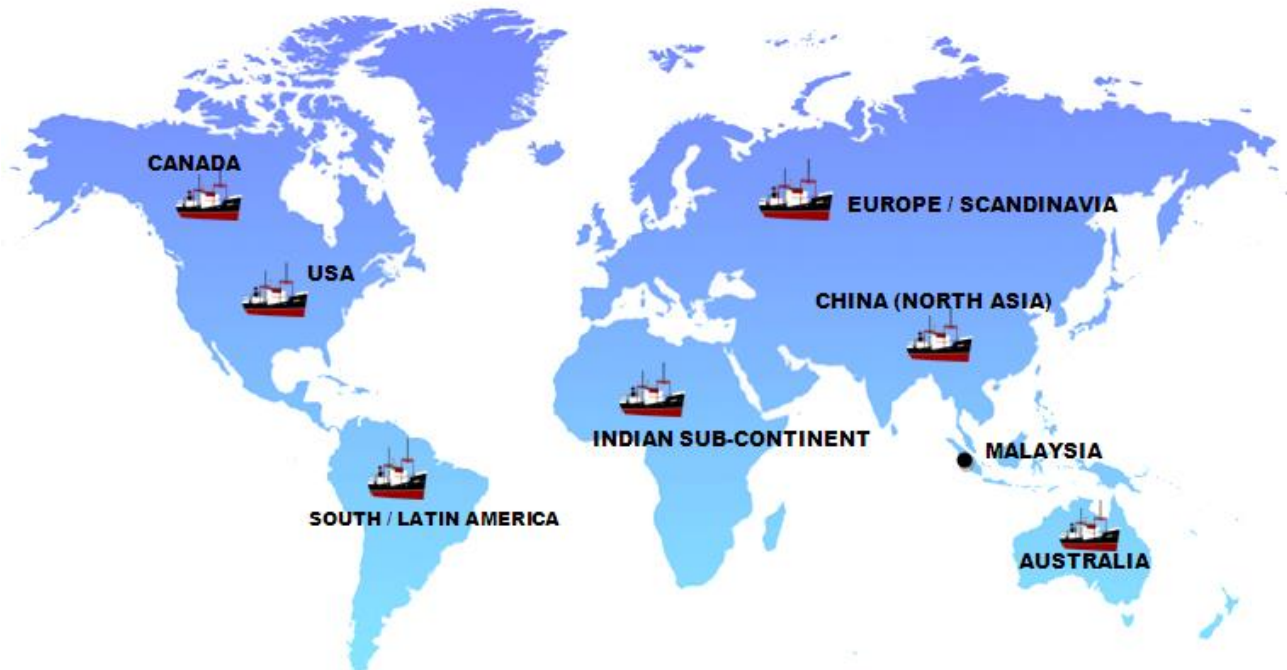 CANADA
EUROPE / SCANDINAVIA
USA
CHINA (NORTH ASIA)
INDIAN SUB-CONTINENT
MALAYSIA
SOUTH / LATIN AMERICA
AUSTRALIA